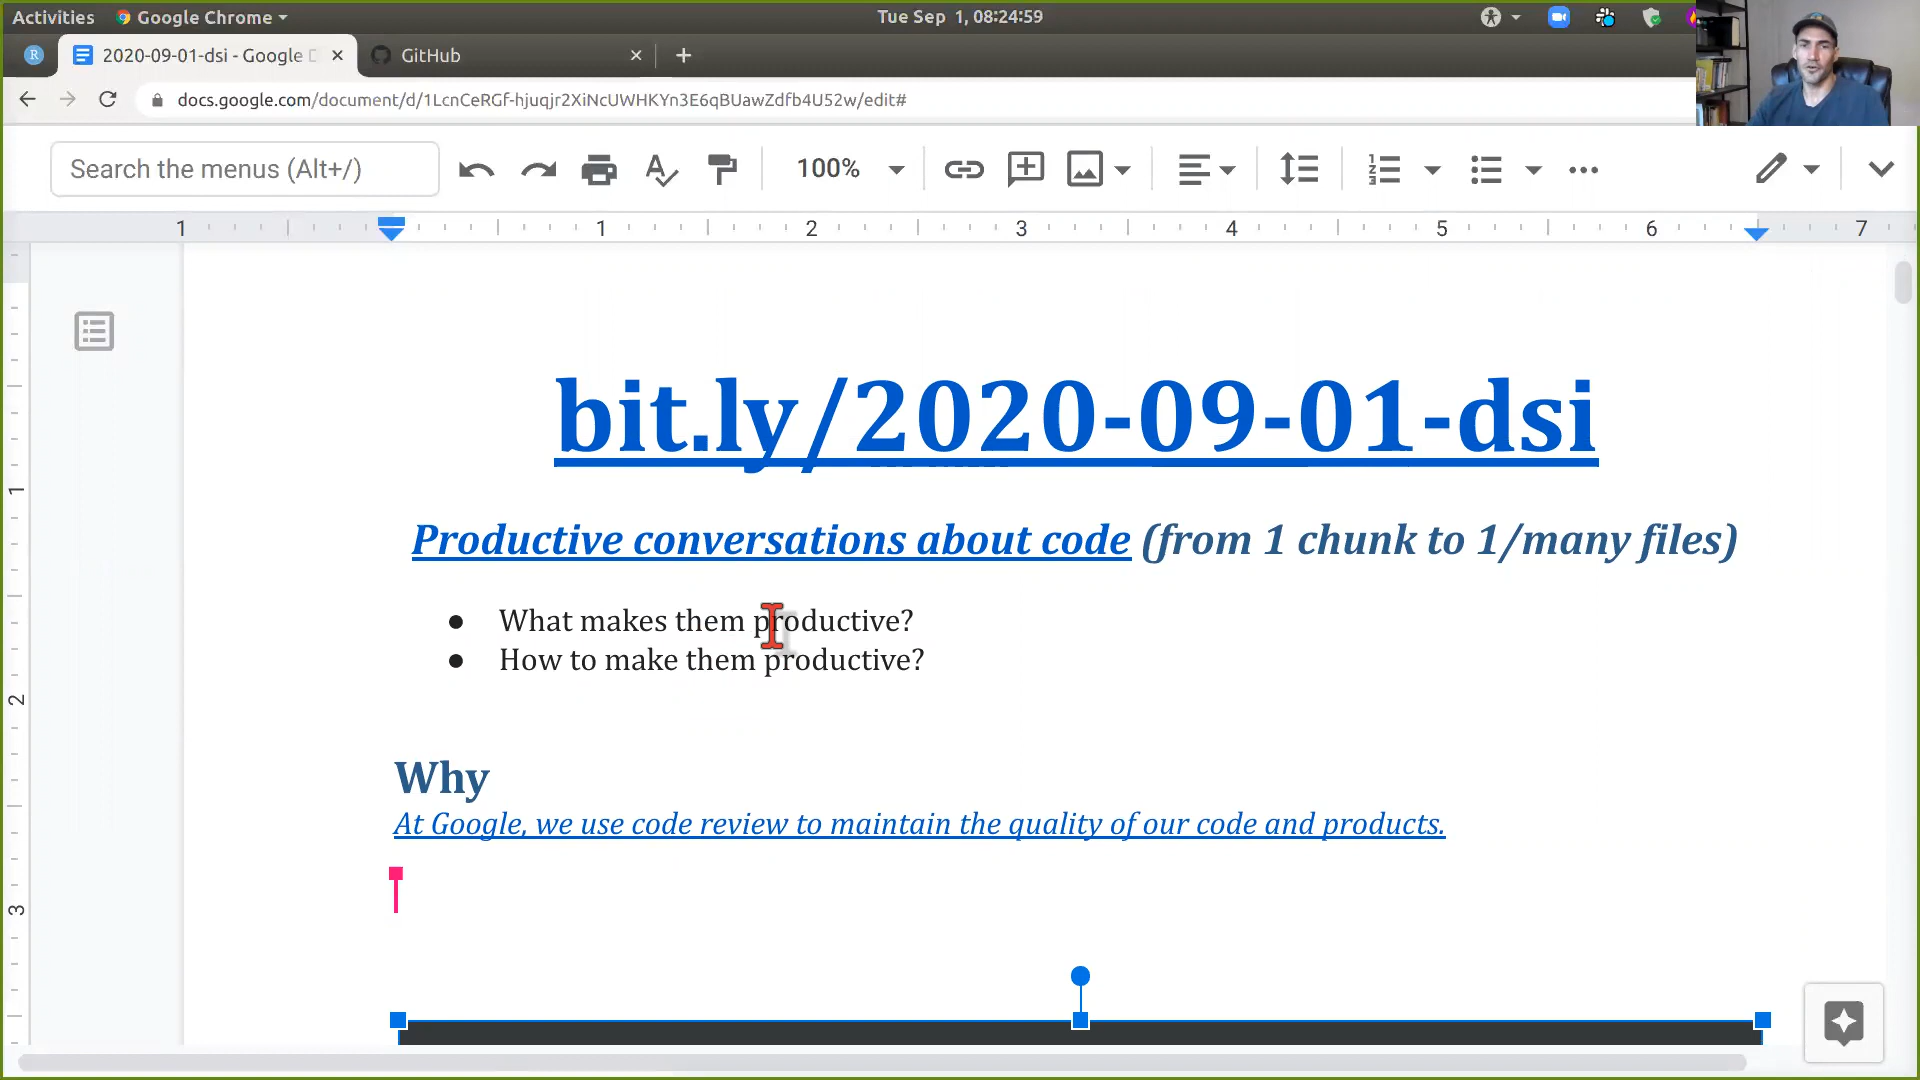 Activities Google Chrome Tue Sep 1, 08:24:59
2020-09-01-dsi - Google D GitHub
docs.google.com/document/d/1LcnCeRGf-hjuqjr2XiNcUWHKYn3E6qBUawZdfb4U52w/edit#
Search the menus (Alt+/) 100%
1 1 2 3 4 5 6 7
bit.ly/2020-09-01-dsi
Productive conversations about code (from 1 chunk to 1/many files)
● What makes them productive?
● How to make them productive?
Why
At Google, we use code review to maintain the quality of our code and products.
1
2
3